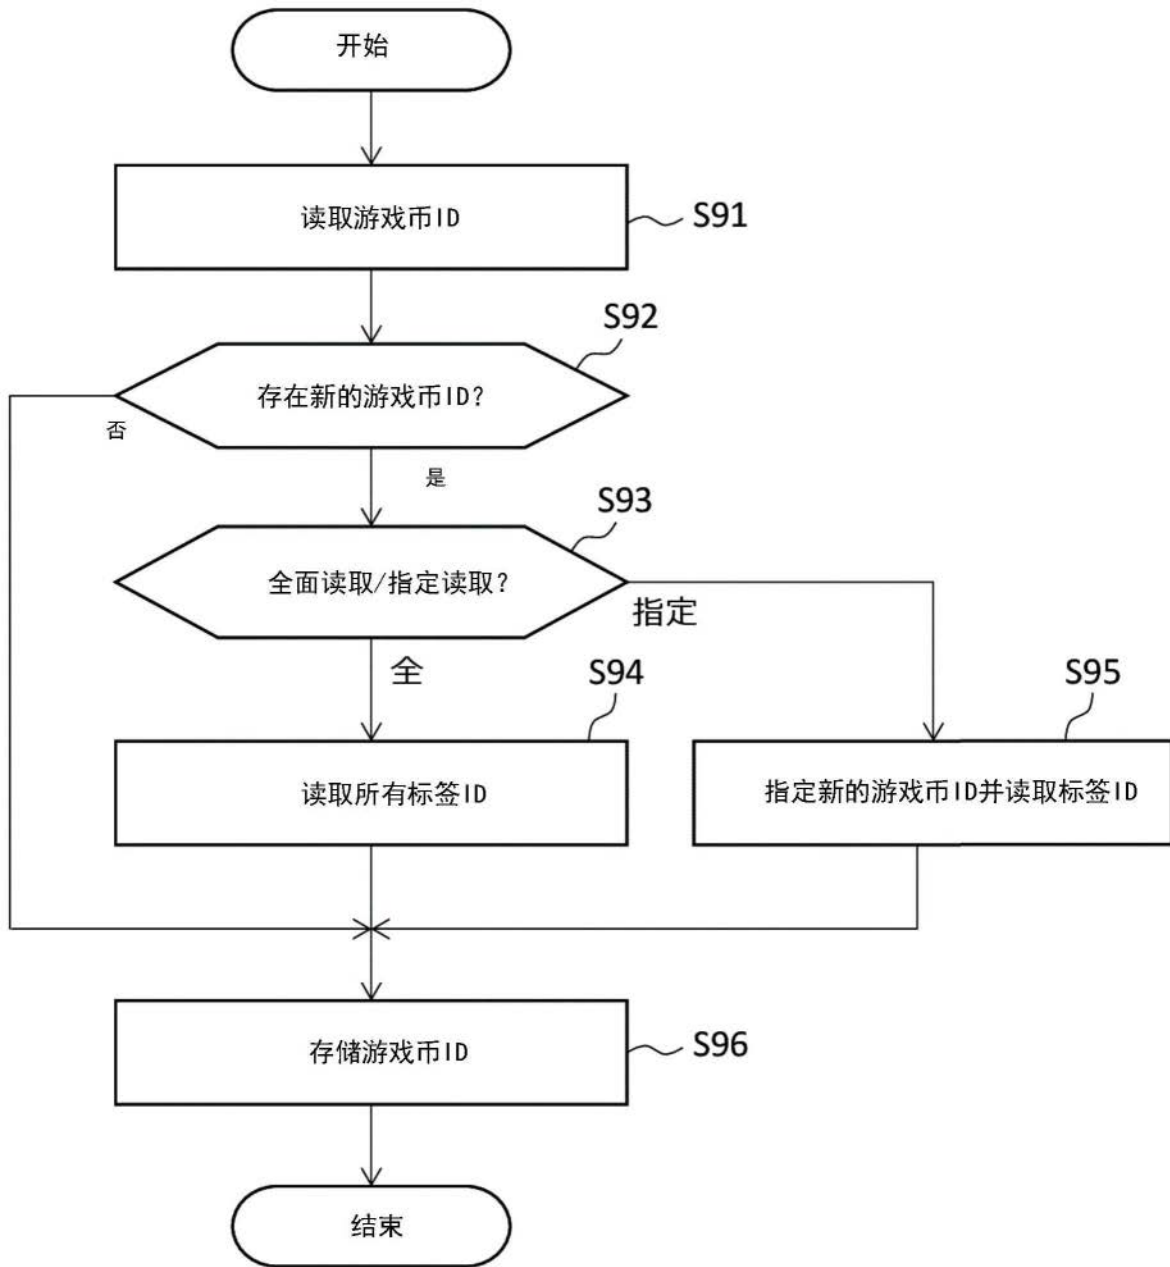 开始
读取游戏币ID
S91
S92
存在新的游戏币ID?
否
是
S93
全面读取/指定读取?
指定
全
S94
S95
读取所有标签ID
指定新的游戏币ID并读取标签ID
存储游戏币ID
S96
结束